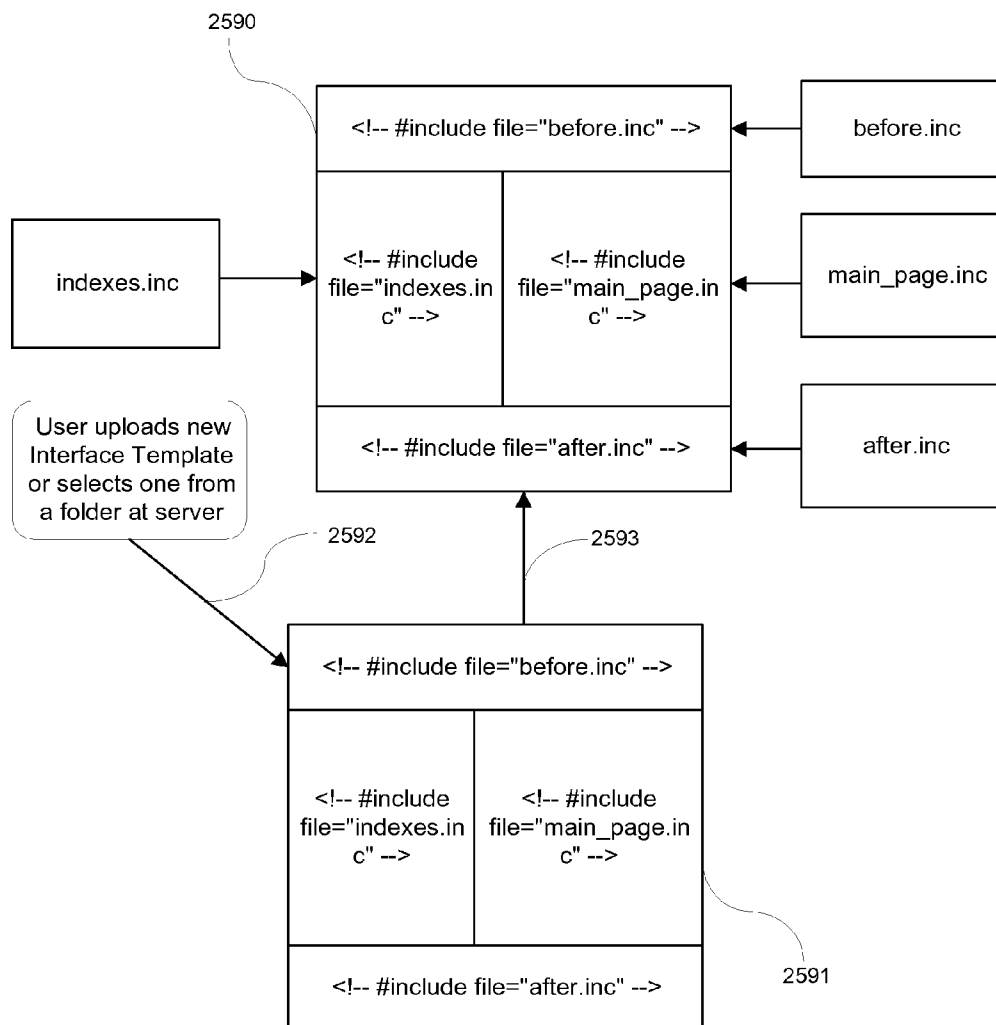 2590
<!-- #include file="before.inc" -->
before.inc
indexes.inc
<!-- #include
file="indexes.in
c" -->
<!-- #include
file="main_page.in
c" -->
main_page.inc
<!-- #include file="after.inc" -->
after.inc
User uploads new
Interface Template
or selects one from
a folder at server
2592
2593
<!-- #include file="before.inc" -->
<!-- #include
file="indexes.in
c" -->
<!-- #include
file="main_page.in
c" -->
2591
<!-- #include file="after.inc" -->